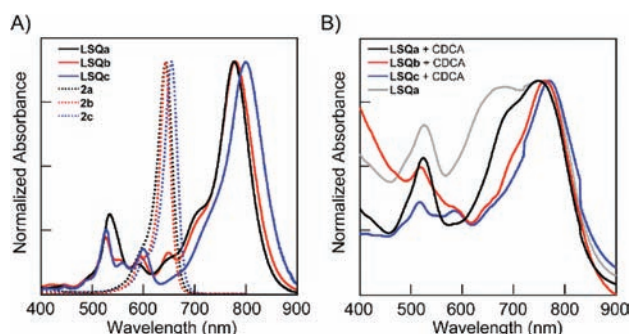 A)
LSQa
LSQb
LSQc
2a
2b
2c
Normalized Absorbance
400 500 600 700 800 900
Wavelength (nm)
B)
LSQa + CDCA
LSQb + CDCA
LSQc + CDCA
LSQa
Normalized Absorbance
400 500 600 700 800 900
Wavelength (nm)